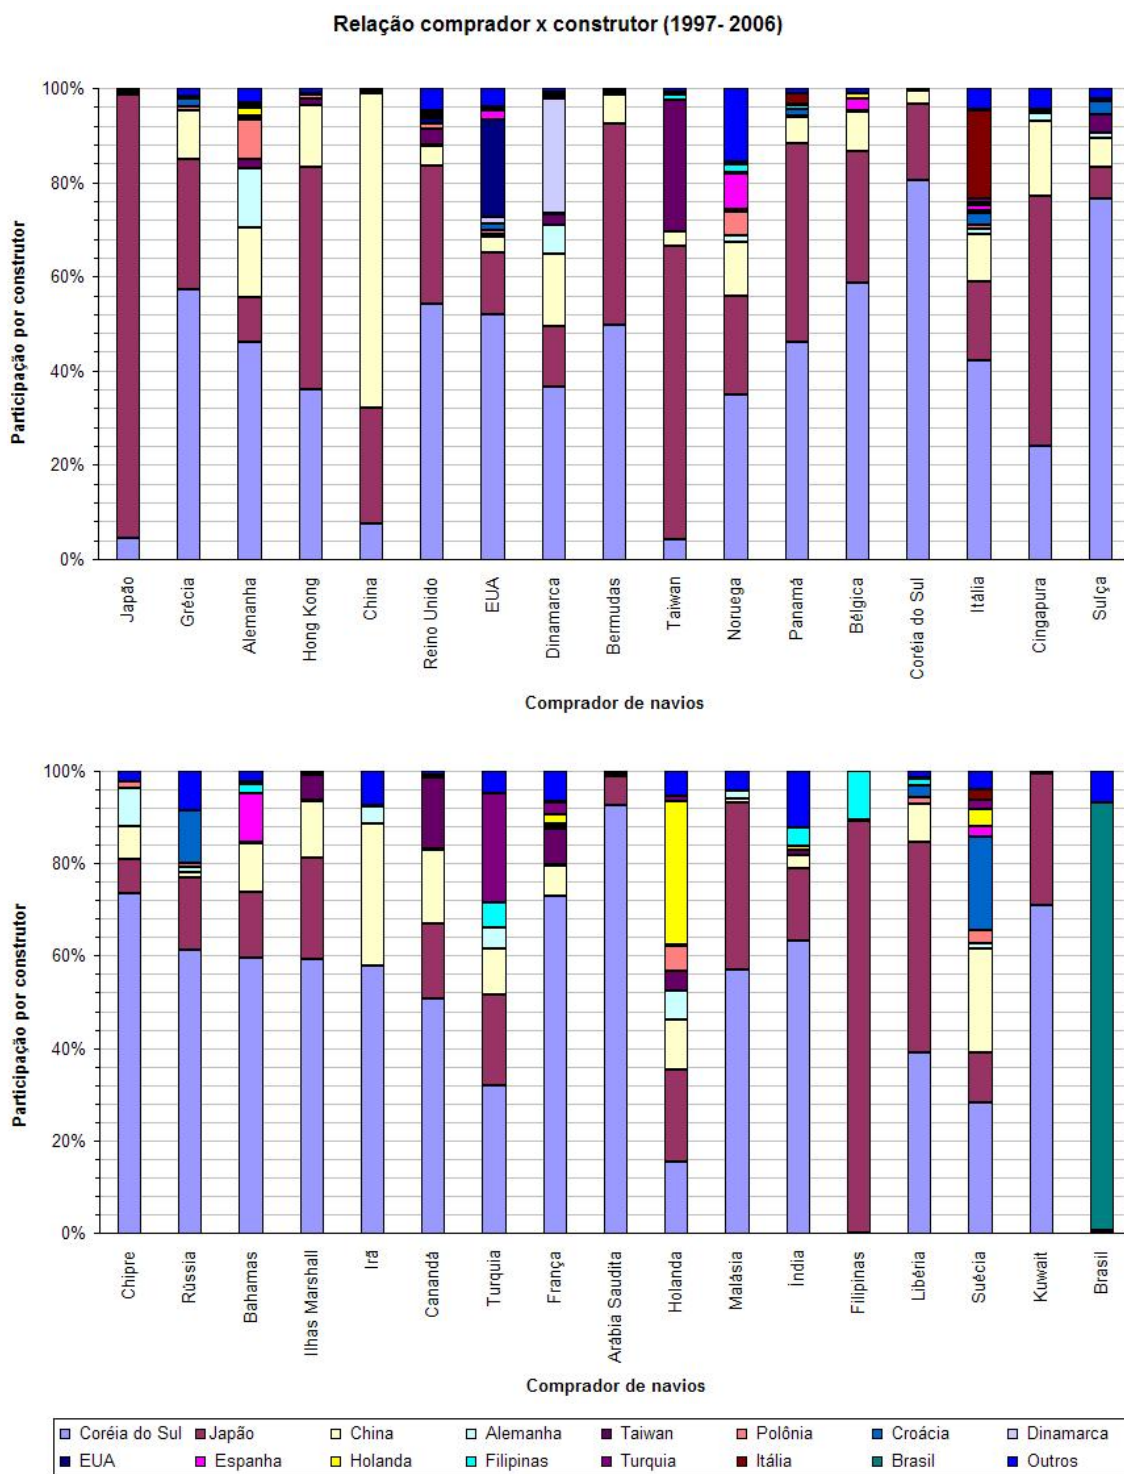 Relação comprador x construtor (1997- 2006)
Participação por construtor
100%
80%
60%
40%
20%
0%
Japão
Grécia
Alemanha
Hong Kong
China
Reino Unido
EUA
Dinamarca
Bermudas
Taiwan
Noruega
Panamá
Bélgica
Coréia do Sul
Itália
Cingapura
Suíça
Comprador de navios
Participação por construtor
100%
80%
60%
40%
20%
0%
Chipre
Rússia
Bahamas
Ilhas Marshall
Irã
Canandá
Turquia
França
Arábia Saudita
Holanda
Malásia
Índia
Filipinas
Libéria
Suécia
Kuwait
Brasil
Comprador de navios
Coréia do Sul Japão China Alemanha Taiwan Polônia Croácia Dinamarca
EUA Espanha Holanda Filipinas Turquia Itália Brasil Outros